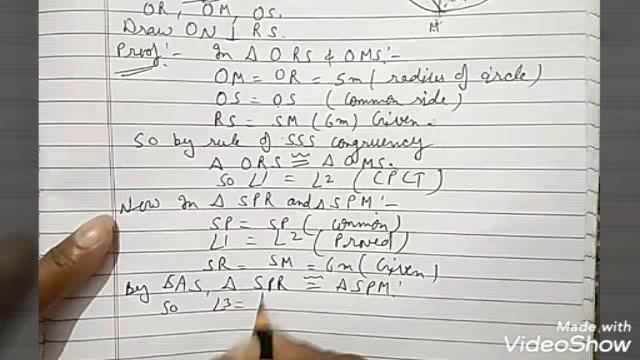 OR, OM, OS.
Draw ON ⊥ RS.
M
Proof:- In Δ ORS & OMS:-
OM = OR = 5m (radius of circle)
OS = OS (Common side)
RS = SM (6m) Given.
So by rule of SSS congruency
Δ ORS ≅ Δ OMS.
So ∠1 = ∠2 (CPCT)
Now In Δ SPR and Δ SPM:-
SP = SP (Common)
∠1 = ∠2 (Proved)
SR = SM = 6m (Given)
By SAS, Δ SPR ≅ Δ SPM.
So ∠3 =
Made with
VideoShow